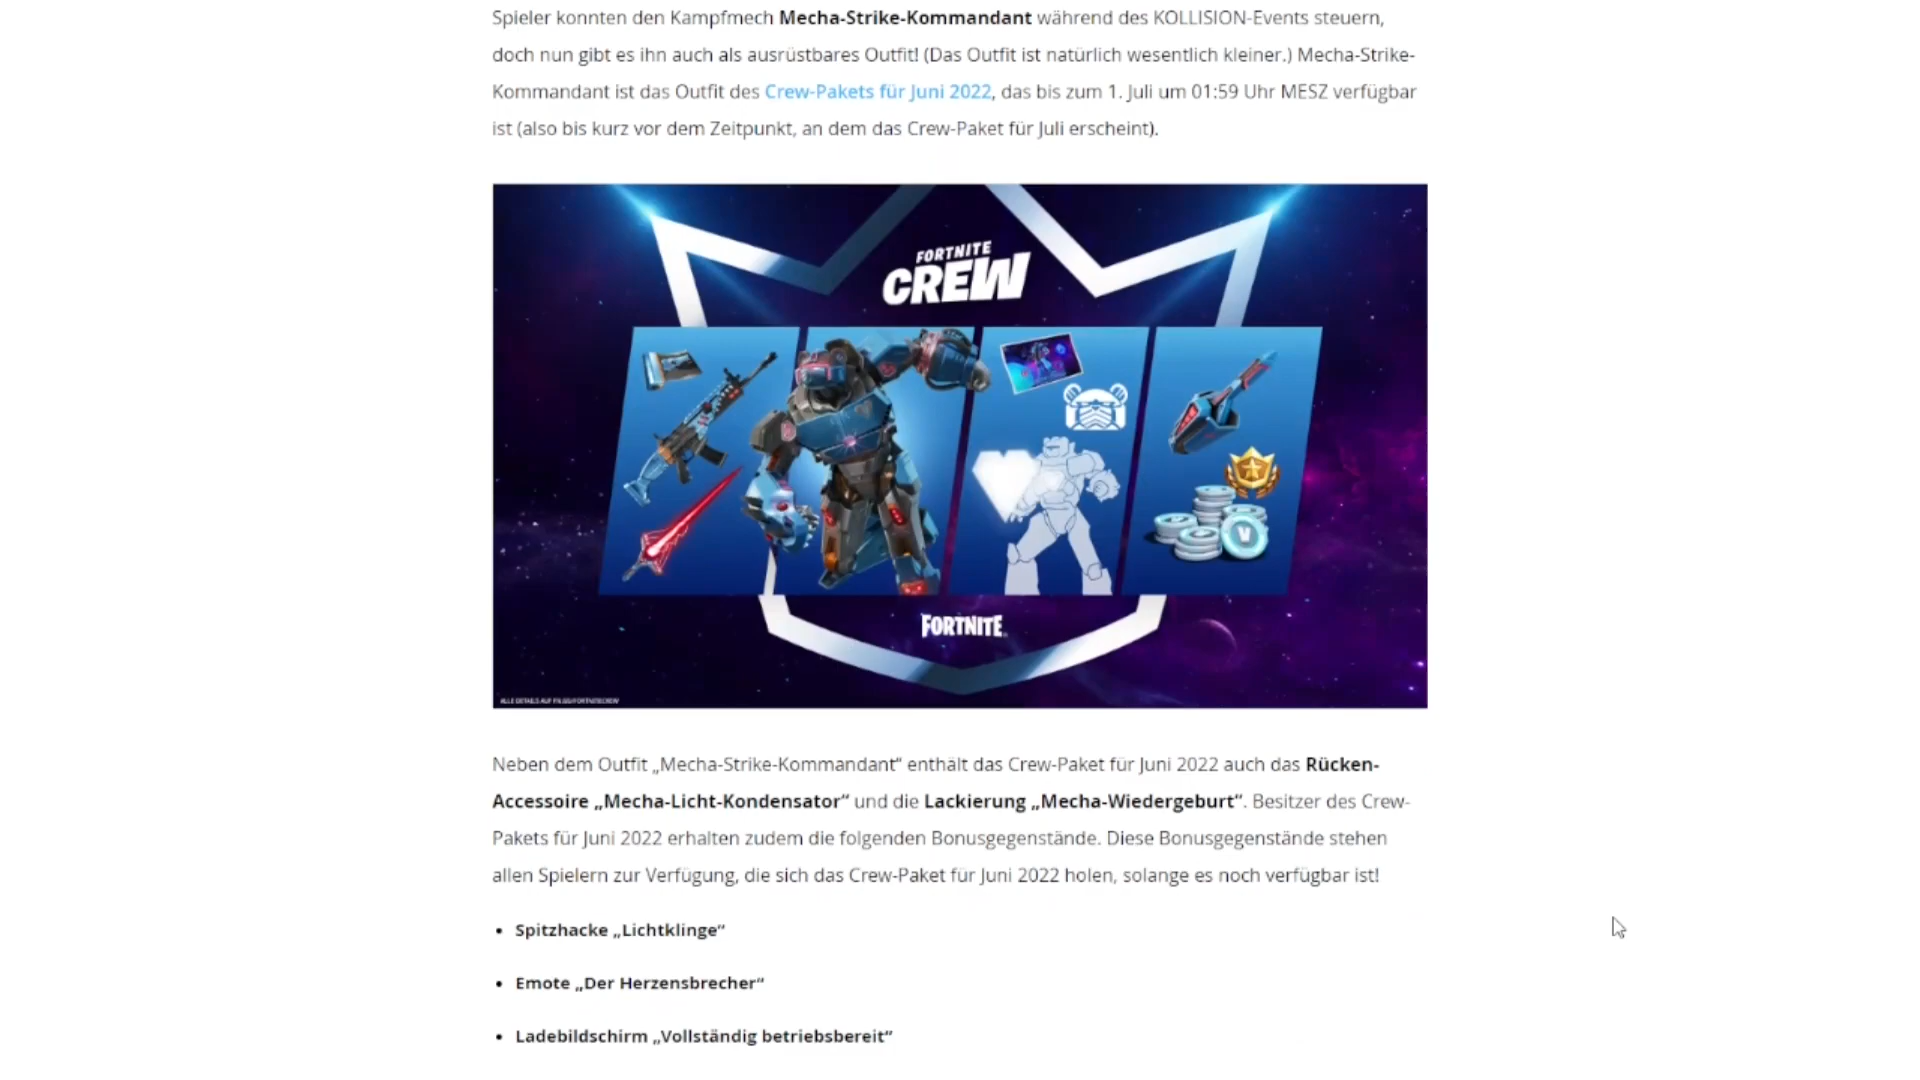 Spieler konnten den Kampfmech Mecha-Strike-Kommandant während des KOLLISION-Events steuern,
doch nun gibt es ihn auch als ausrüstbares Outfit! (Das Outfit ist natürlich wesentlich kleiner.) Mecha-Strike-
Kommandant ist das Outfit des Crew-Pakets für Juni 2022, das bis zum 1. Juli um 01:59 Uhr MESZ verfügbar
ist (also bis kurz vor dem Zeitpunkt, an dem das Crew-Paket für Juli erscheint).
FORTNITE
CREW
V
FORTNITE
ALLE DETAILS AUF FN.GG/FORTNITECREW
Neben dem Outfit „Mecha-Strike-Kommandant“ enthält das Crew-Paket für Juni 2022 auch das Rücken-
Accessoire „Mecha-Licht-Kondensator“ und die Lackierung „Mecha-Wiedergeburt“. Besitzer des Crew-
Pakets für Juni 2022 erhalten zudem die folgenden Bonusgegenstände. Diese Bonusgegenstände stehen
allen Spielern zur Verfügung, die sich das Crew-Paket für Juni 2022 holen, solange es noch verfügbar ist!
• Spitzhacke „Lichtklinge“
• Emote „Der Herzensbrecher“
• Ladebildschirm „Vollständig betriebsbereit“